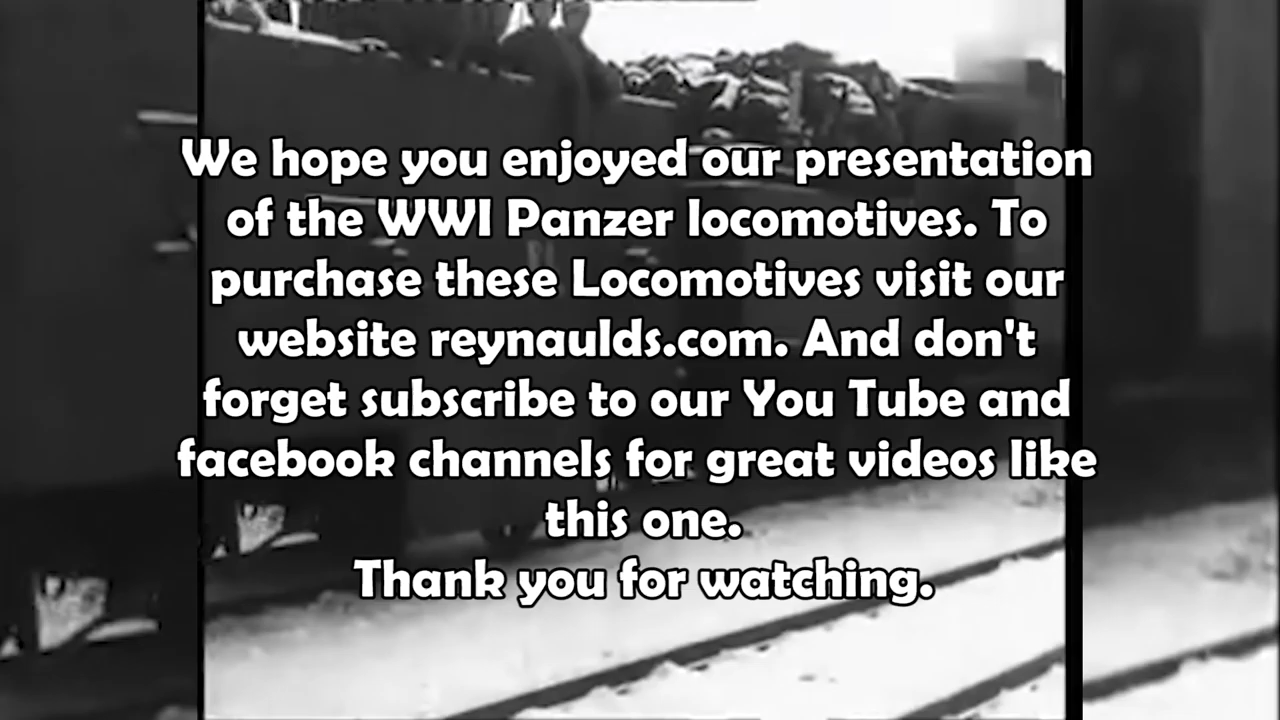 We hope you enjoyed our presentation
of the WWI Panzer locomotives. To
purchase these Locomotives visit our
website reynaulds.com. And don't
forget subscribe to our You Tube and
facebook channels for great videos like
this one.
Thank you for watching.